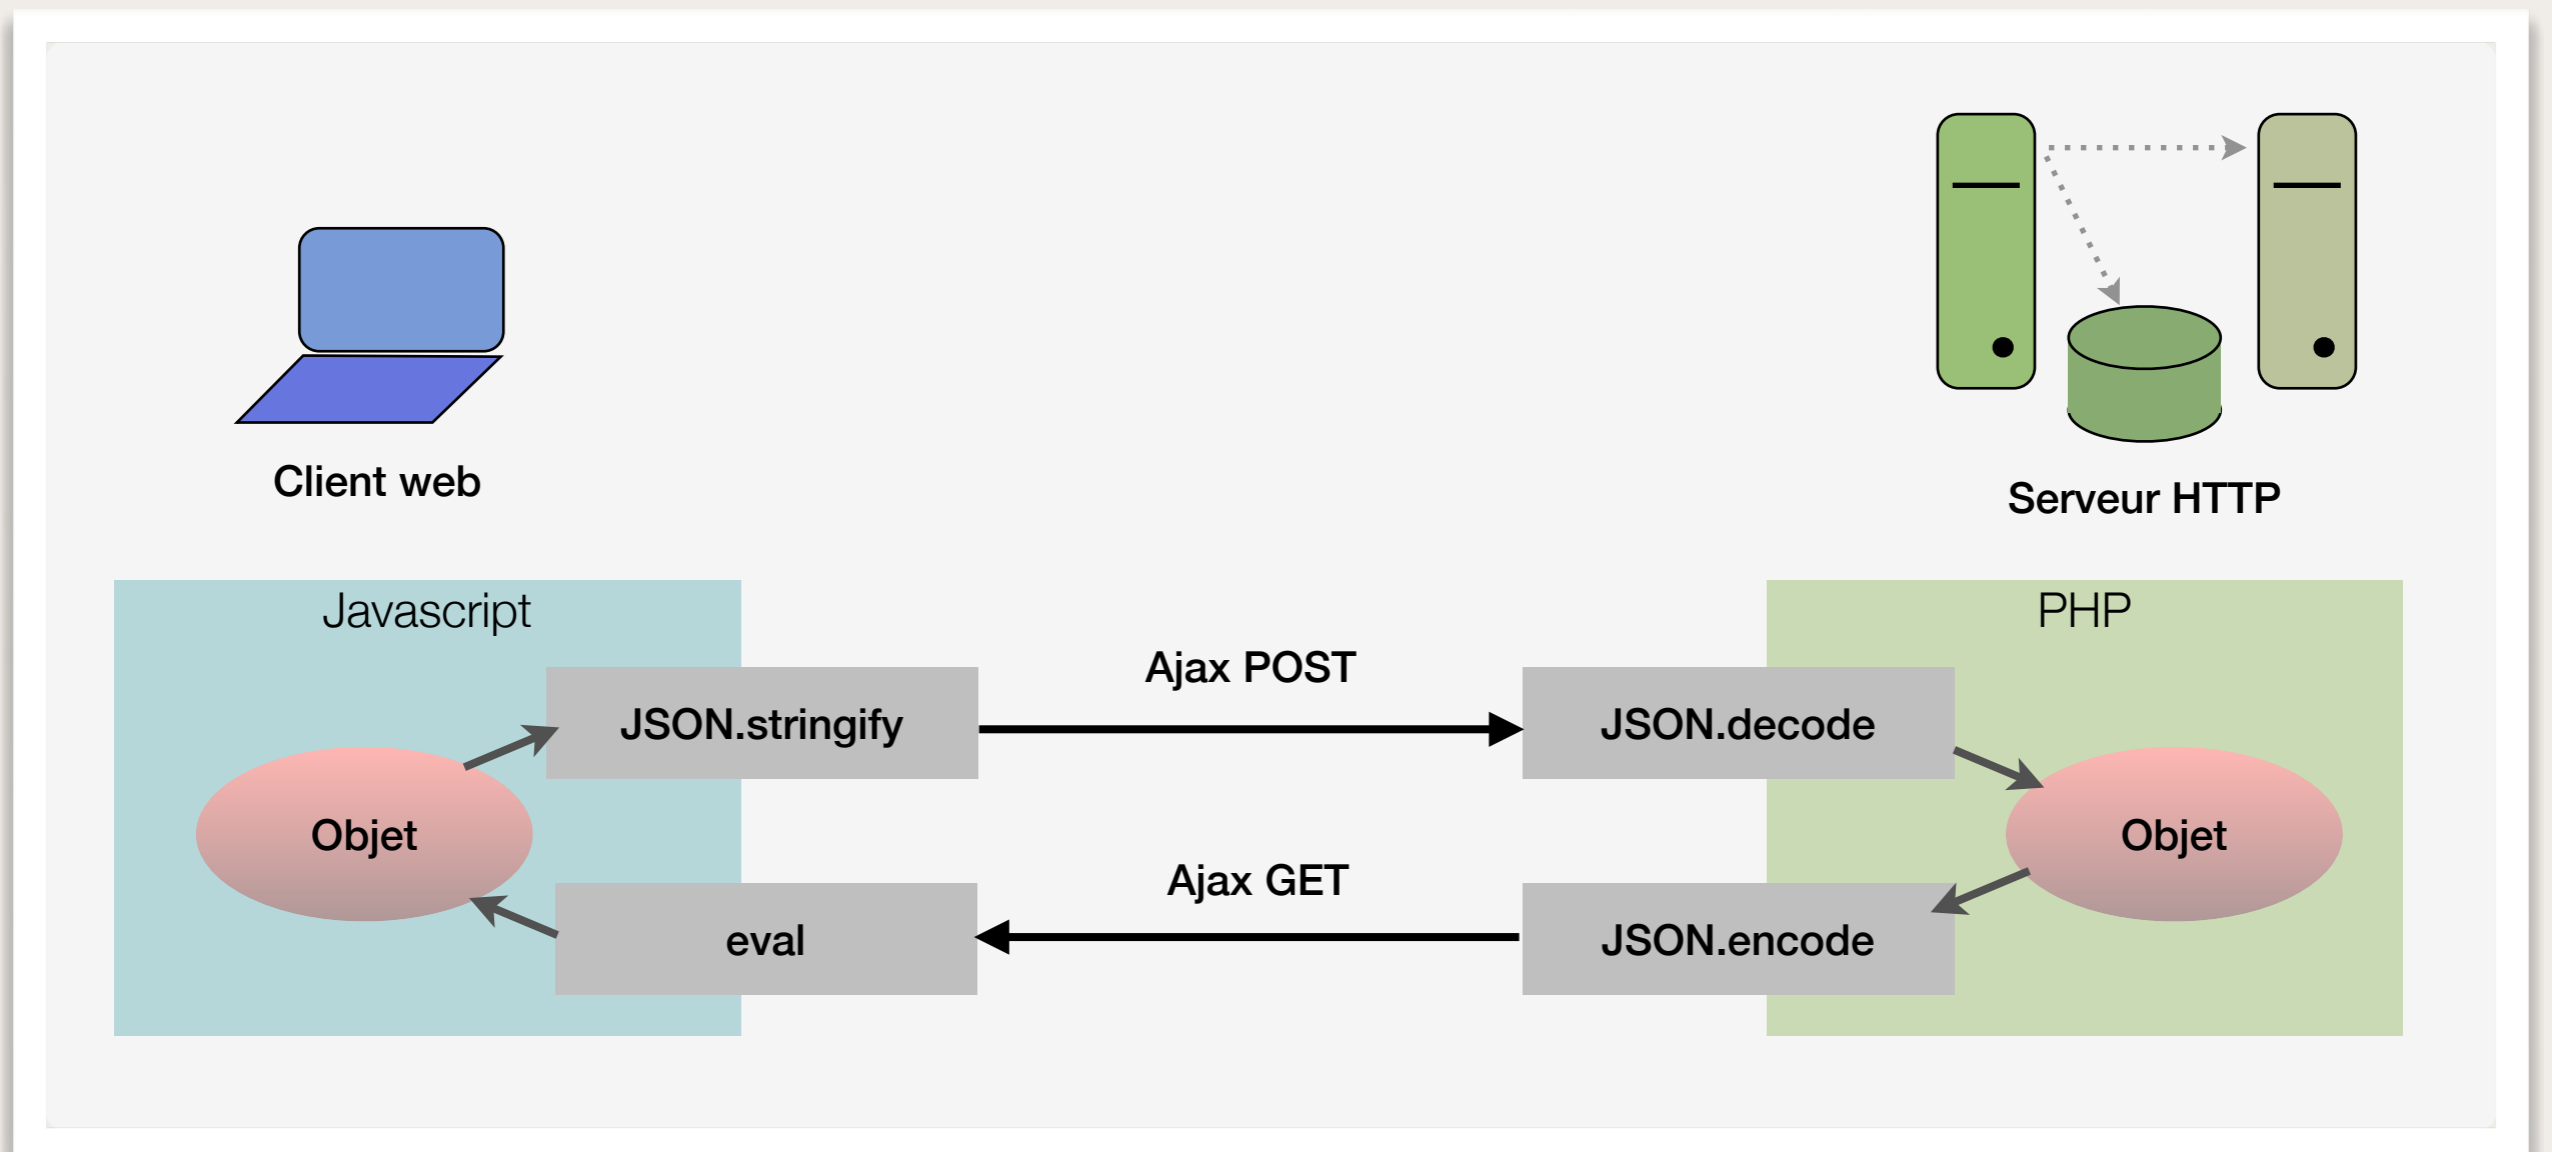 Client web
Serveur HTTP
Javascript
PHP
Ajax POST
JSON.stringify
JSON.decode
Objet
Objet
Ajax GET
eval
JSON.encode